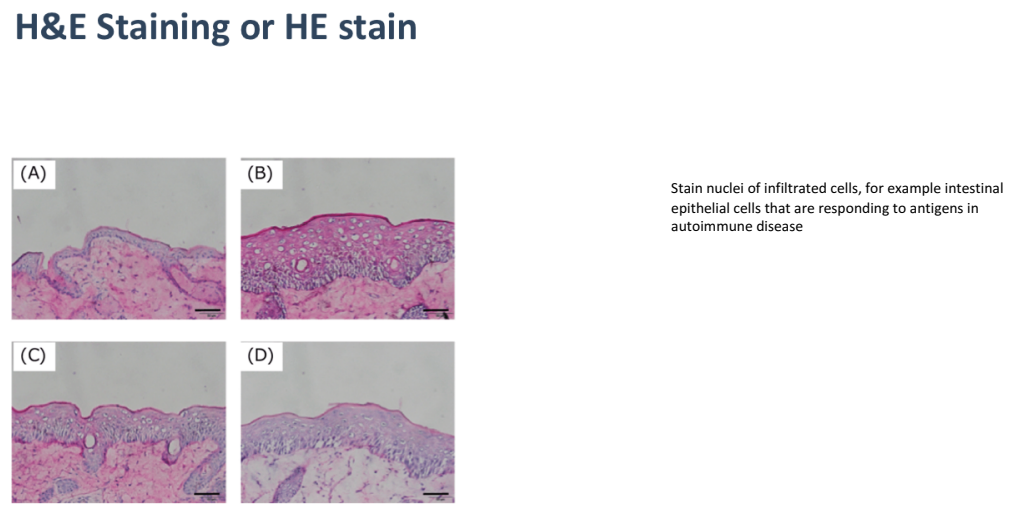 H&E Staining or HE stain
(A)
(B)
Stain nuclei of infiltrated cells, for example intestinal
epithelial cells that are responding to antigens in
autoimmune disease
(C)
(D)